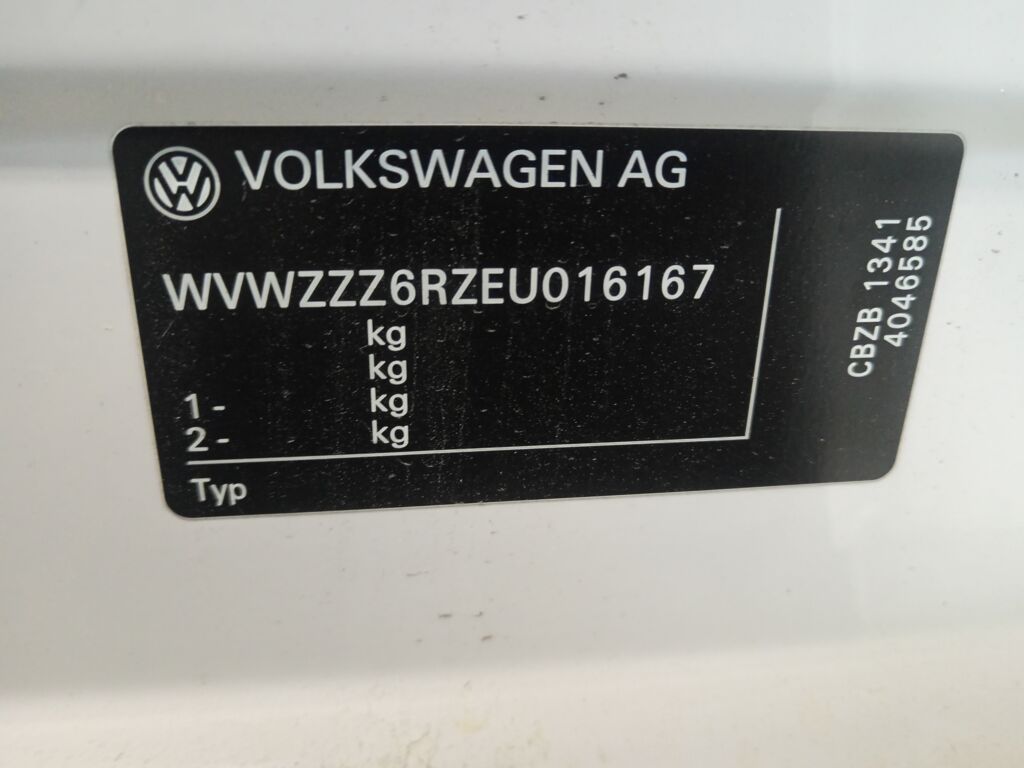 VOLKSWAGEN AG
WVWZZZ6RZEU016167
kg
kg
1- kg
2- kg
Typ
CBZB 1341
4046585